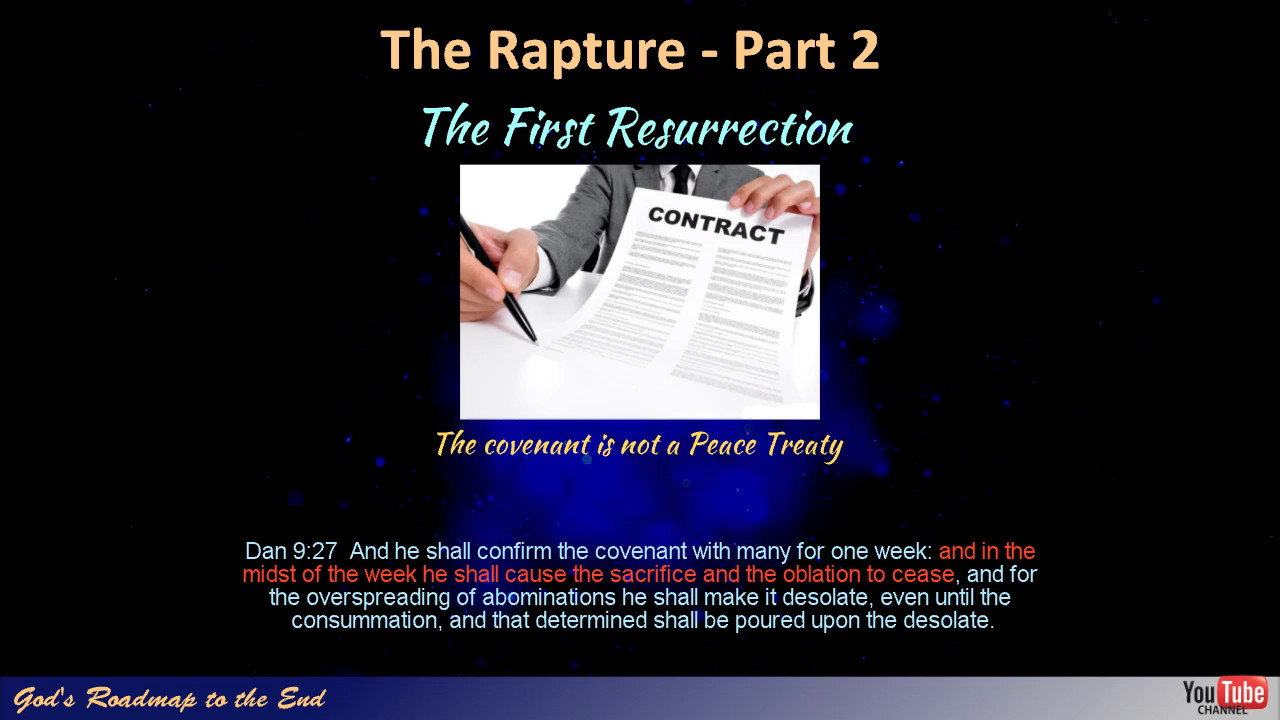 The Rapture - Part 2
The First Resurrection
CONTRACT
The covenant is not a Peace Treaty
Dan 9:27  And he shall confirm the covenant with many for one week: and in the
midst of the week he shall cause the sacrifice and the oblation to cease, and for
the overspreading of abominations he shall make it desolate, even until the
consummation, and that determined shall be poured upon the desolate.
God's Roadmap to the End
YouTube
CHANNEL